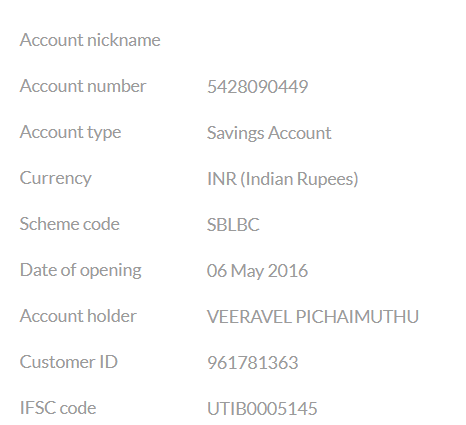 Account nickname
Account number 5428090449
Account type Savings Account
Currency INR (Indian Rupees)
Scheme code SBLBC
Date of opening 06 May 2016
Account holder VEERAVEL PICHAIMUTHU
Customer ID 961781363
IFSC code UTIB0005145